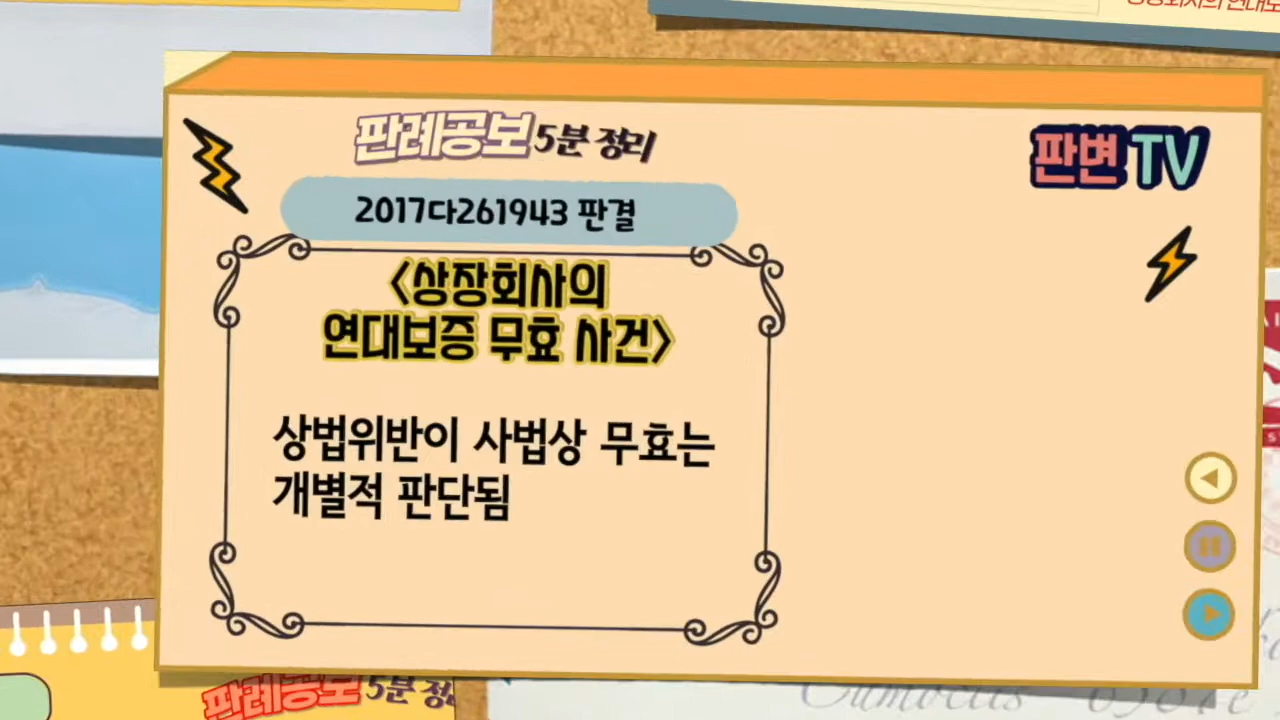 판례공보 5분 정리
판변 TV
2017다261943 판결
<상장회사의
연대보증 무효 사건>
상법위반이 사법상 무효는
개별적 판단됨
판례공보 5분